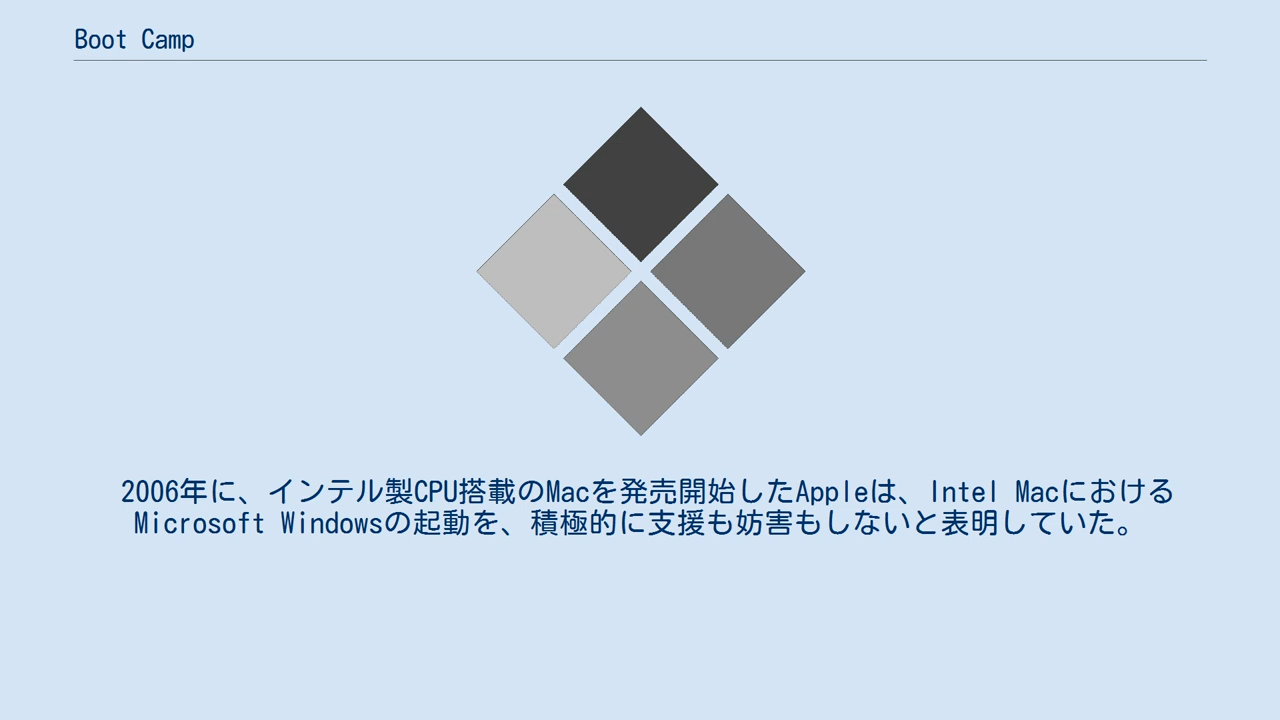 Boot Camp
2006年に、インテル製CPU搭載のMacを発売開始したAppleは、Intel Macにおける
Microsoft Windowsの起動を、積極的に支援も妨害もしないと表明していた。